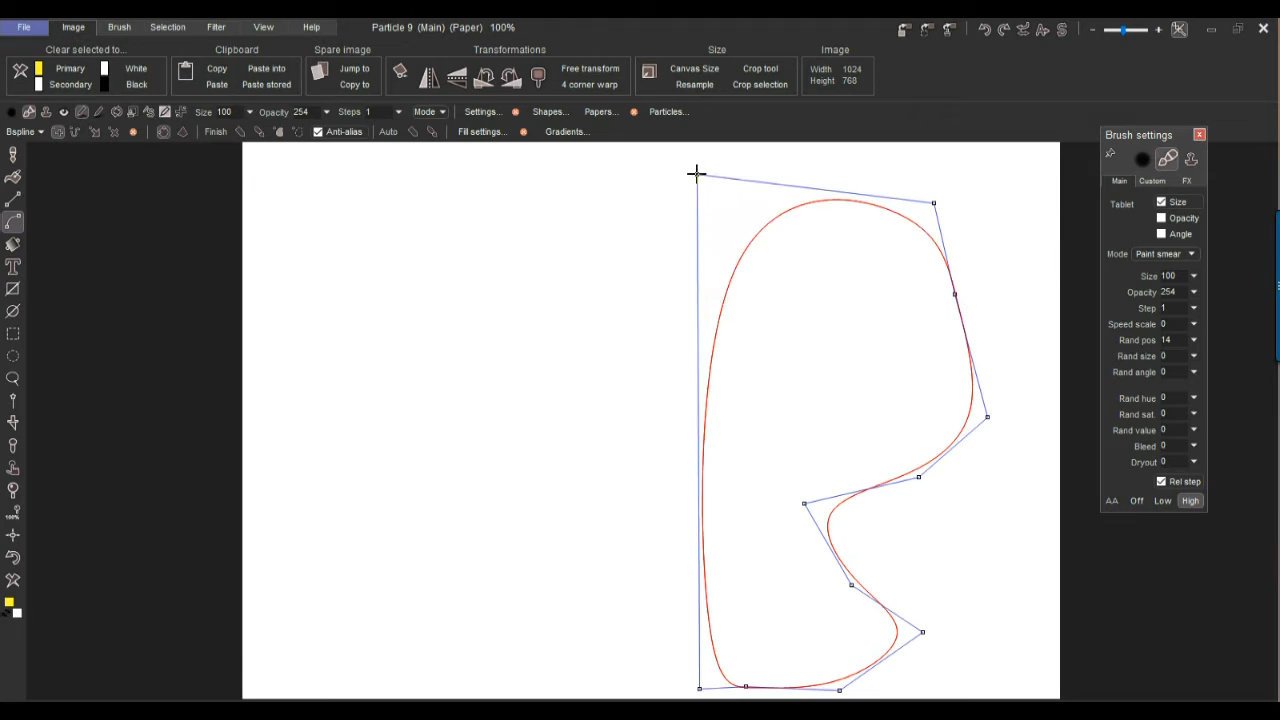 File Image Brush Selection Filter View Help Particle 9 (Main) (Paper) 100%
Clear selected to... Clipboard Spare image Transformations Size Image
Primary White Copy Paste into Jump to Free transform Canvas Size Crop tool Width 1024
Secondary Black Paste Paste stored Copy to 4 corner warp Resample Crop selection Height 768
Size 100 Opacity 254 Steps 1 Mode Settings... Shapes... Papers... Particles...
Bspline Finish Anti-alias Auto Fill settings... Gradients...
Brush settings
Main Custom FX
Tablet Size
Opacity
Angle
Mode Paint smear
Size 100
Opacity 254
Step 1
Speed scale 0
Rand pos 14
Rand size 0
Rand angle 0
Rand hue 0
Rand sat. 0
Rand value 0
Bleed 0
Dryout 0
Rel step
AA Off Low High
100%